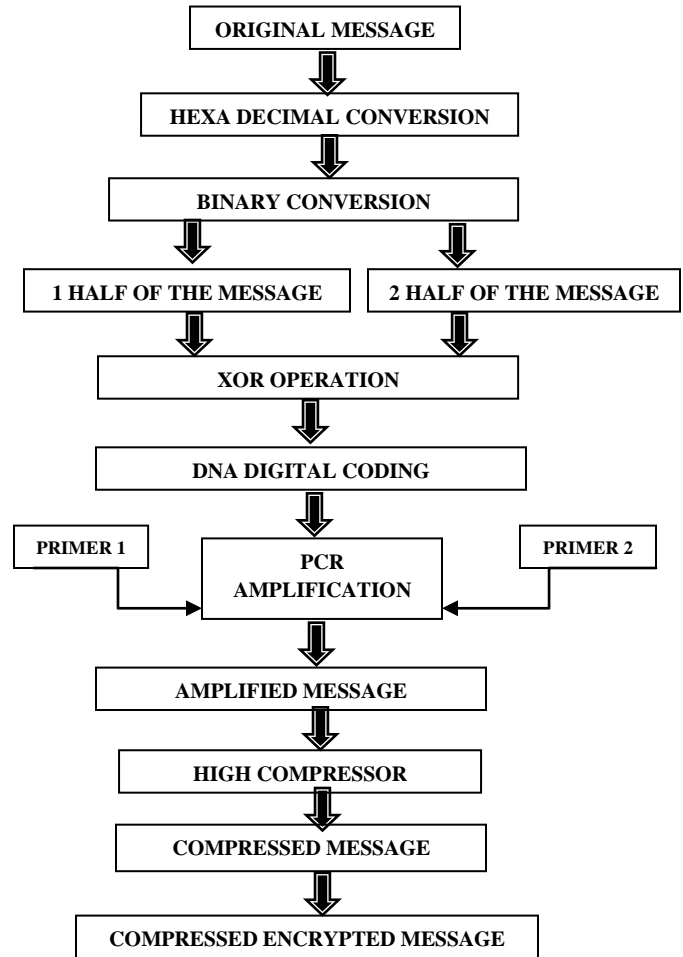 ORIGINAL MESSAGE
HEXA DECIMAL CONVERSION
BINARY CONVERSION
1 HALF OF THE MESSAGE
2 HALF OF THE MESSAGE
XOR OPERATION
DNA DIGITAL CODING
PRIMER 1
PCR
AMPLIFICATION
PRIMER 2
AMPLIFIED MESSAGE
HIGH COMPRESSOR
COMPRESSED MESSAGE
COMPRESSED ENCRYPTED MESSAGE